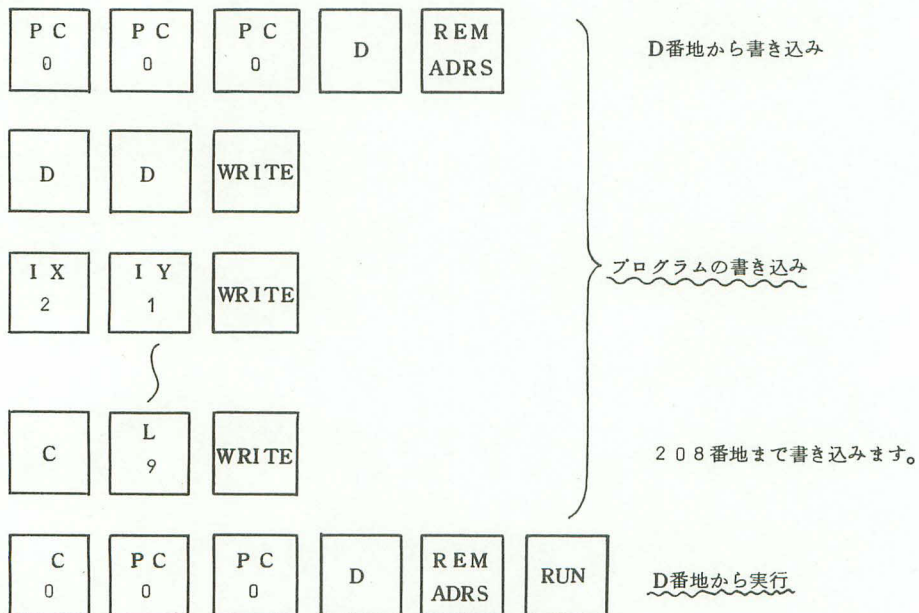 PC 0 PC 0 PC 0 D REM ADRS D番地から書き込み
D D WRITE
IX 2 IY 1 WRITE
プログラムの書き込み
C L 9 WRITE 208番地まで書き込みます。
C 0 PC 0 PC 0 D REM ADRS RUN D番地から実行